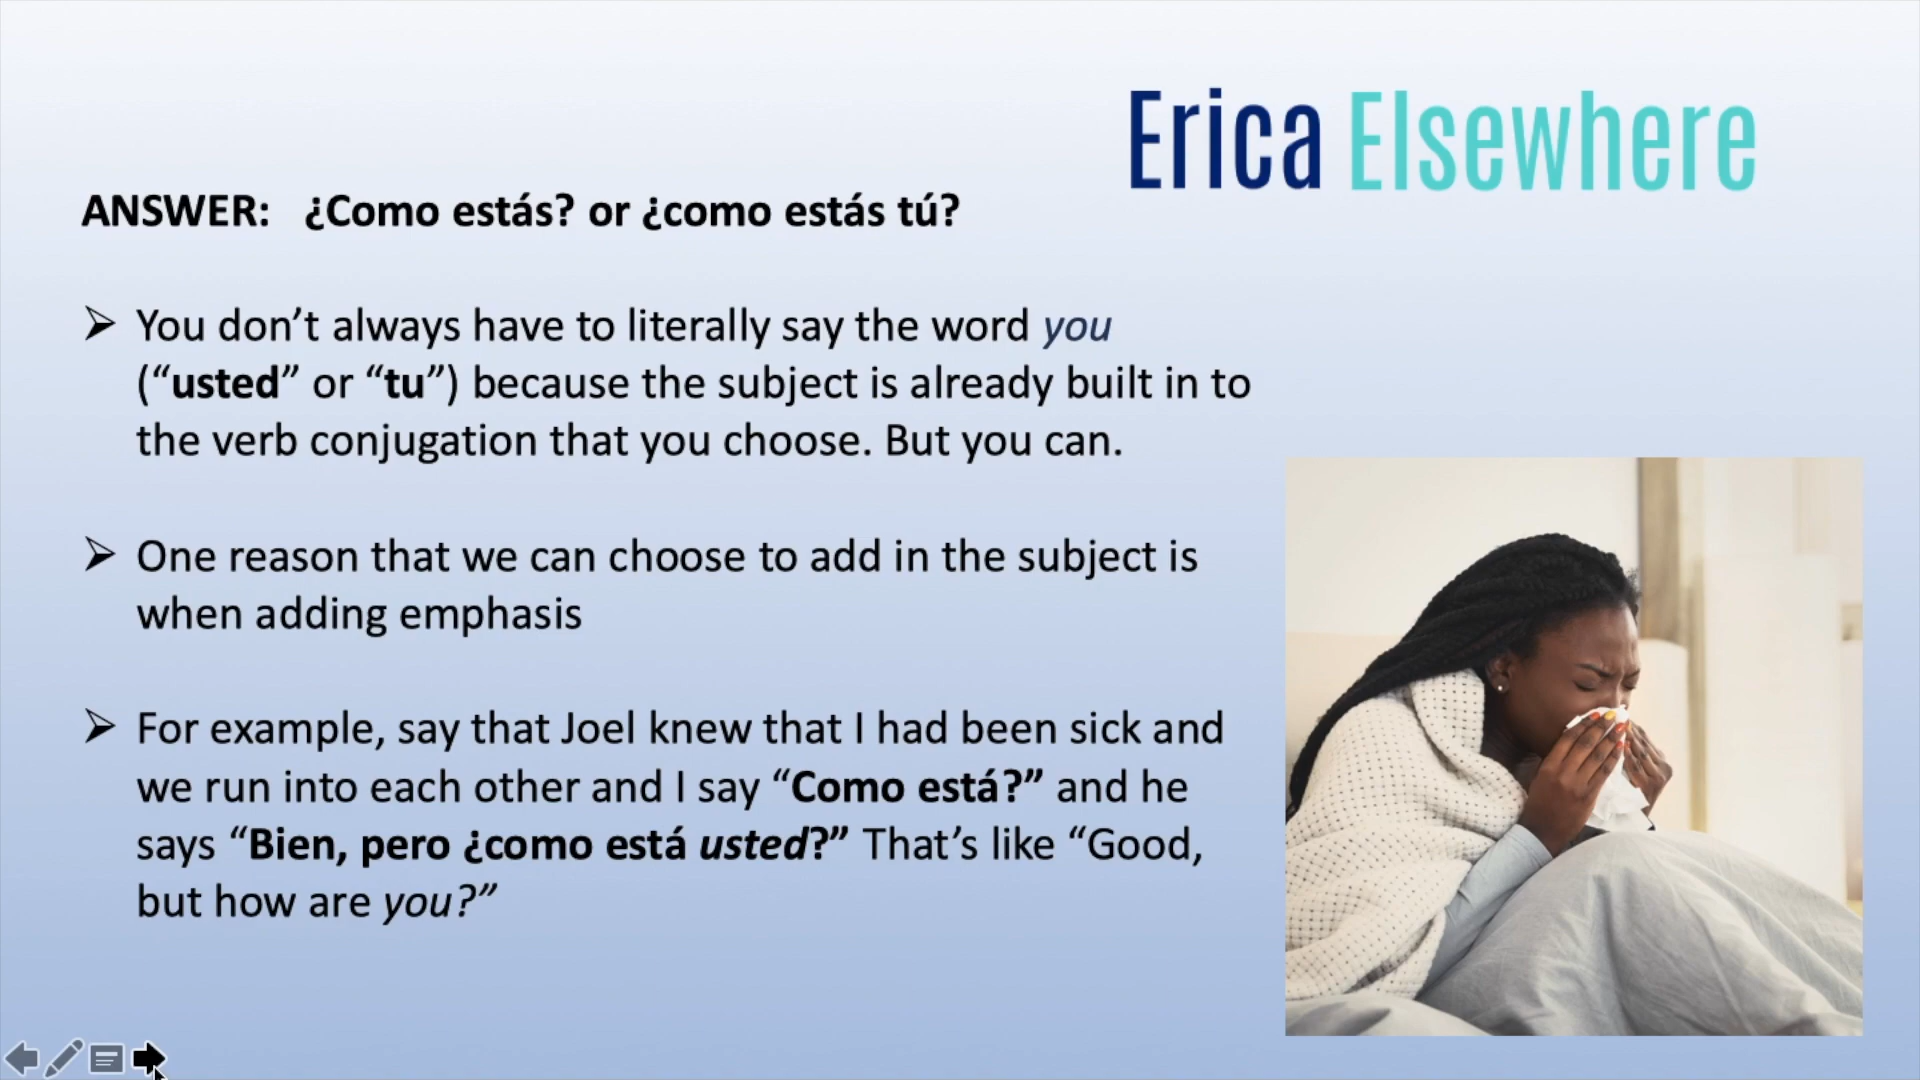 Erica Elsewhere
ANSWER: ¿Como estás? or ¿como estás tú?
➢ You don’t always have to literally say the word you
(“usted” or “tu”) because the subject is already built in to
the verb conjugation that you choose. But you can.
➢ One reason that we can choose to add in the subject is
when adding emphasis
➢ For example, say that Joel knew that I had been sick and
we run into each other and I say “Como está?” and he
says “Bien, pero ¿como está usted?” That’s like “Good,
but how are you?”